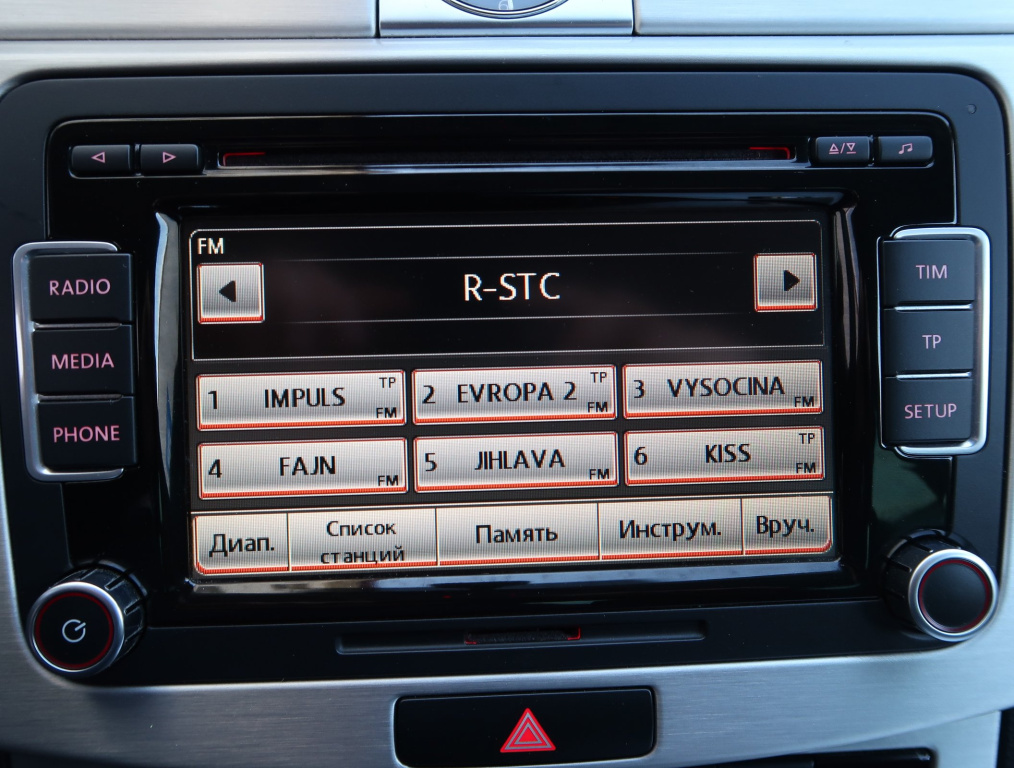 FM
R-STC
RADIO
MEDIA
PHONE
TIM
TP
SETUP
1 IMPULS TP FM
2 EVROPA 2 TP FM
3 VYSOCINA FM
4 FAJN FM
5 JIHLAVA FM
6 KISS TP FM
Диап.
Список
станций
Память
Инструм.
Вруч.